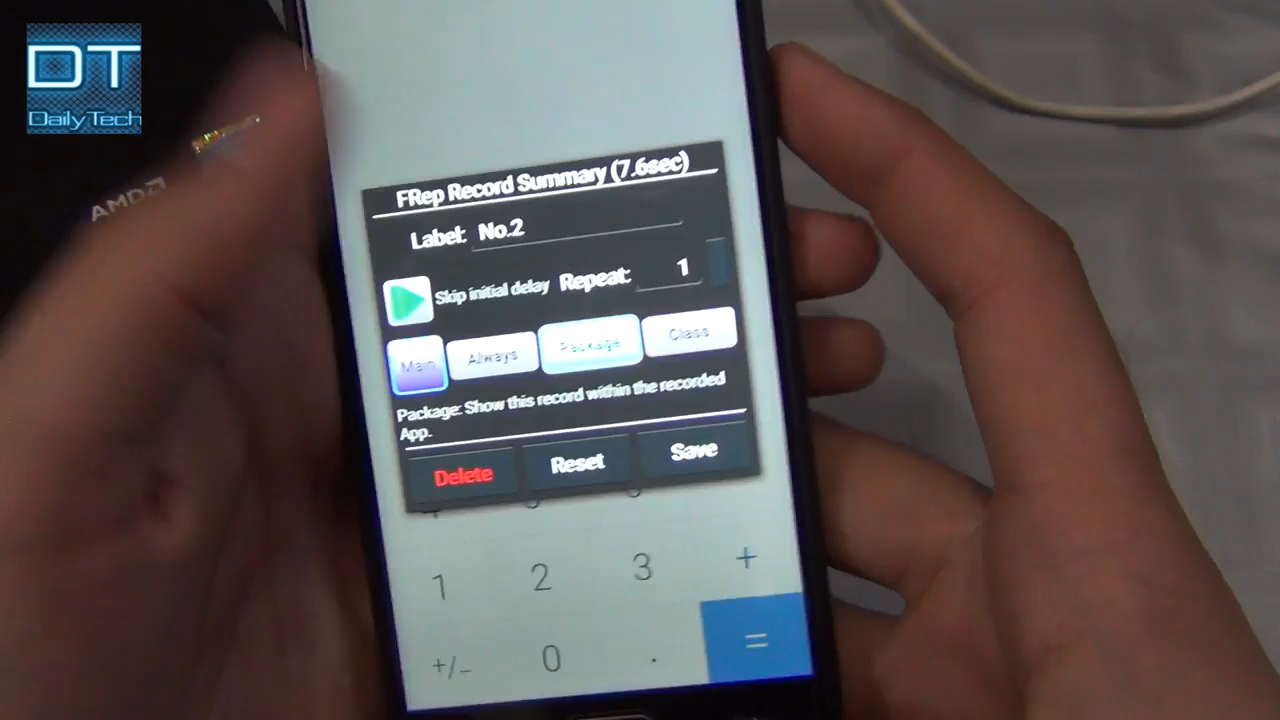 DT
DailyTech
AMD
FRep Record Summary (7.6sec)
Label: No.2
Skip initial delay Repeat: 1
Main Always Package Class
Package: Show this record within the recorded
App.
Delete Reset Save
1 2 3 +
+/- 0 . =